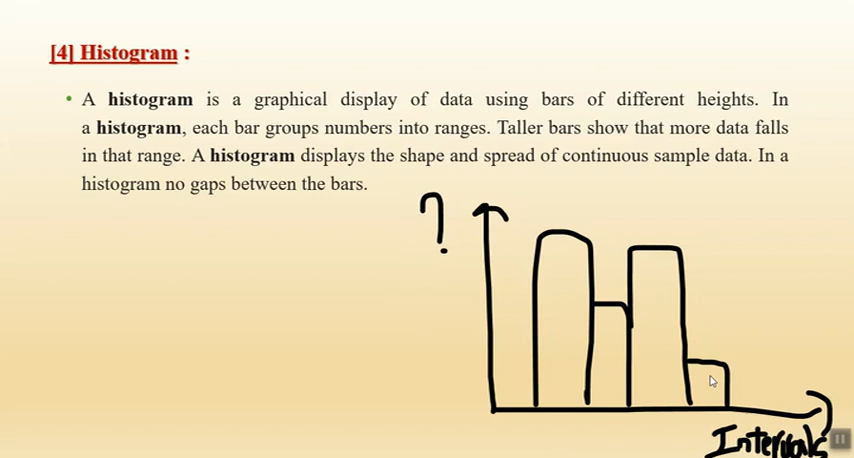 [4] Histogram :
• A histogram is a graphical display of data using bars of different heights. In
a histogram, each bar groups numbers into ranges. Taller bars show that more data falls
in that range. A histogram displays the shape and spread of continuous sample data. In a
histogram no gaps between the bars.
?
Intervals